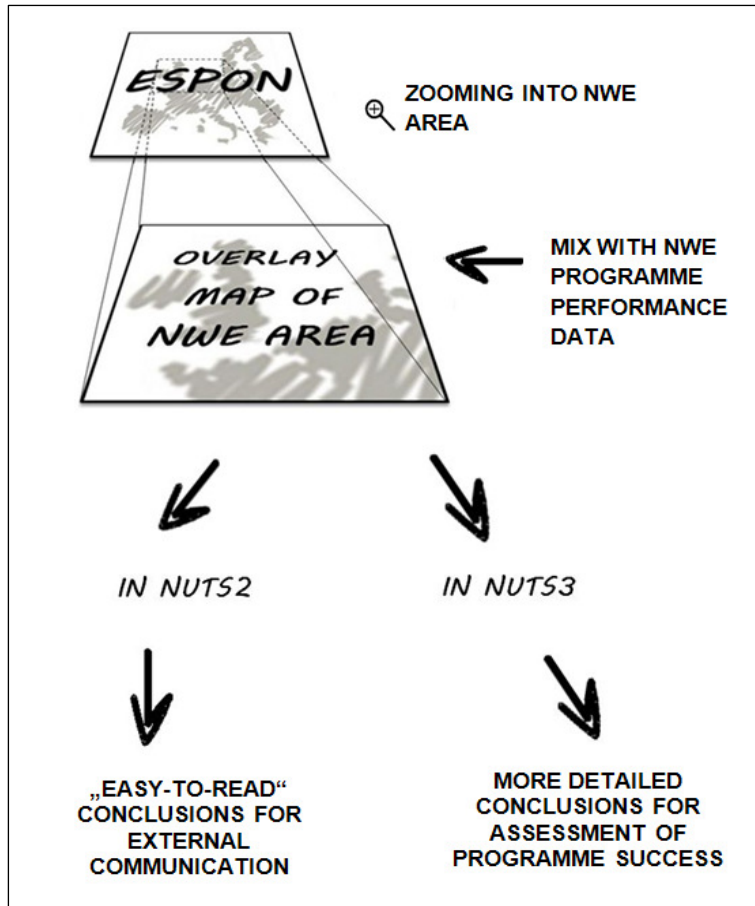 ESPON
ZOOMING INTO NWE
AREA
OVERLAY
MAP OF
NWE AREA
MIX WITH NWE
PROGRAMME
PERFORMANCE
DATA
IN NUTS2
IN NUTS3
„EASY-TO-READ“
CONCLUSIONS FOR
EXTERNAL
COMMUNICATION
MORE DETAILED
CONCLUSIONS FOR
ASSESSMENT OF
PROGRAMME SUCCESS